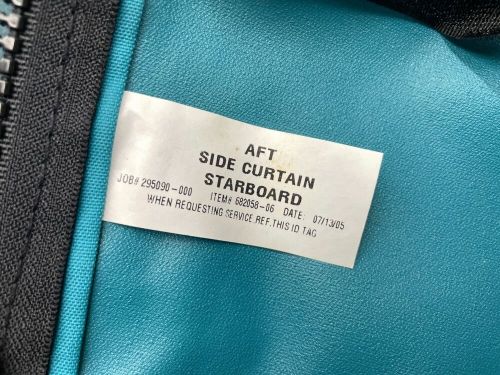 AFT
SIDE CURTAIN
STARBOARD
JOB# 295090-000 ITEM# 682058-06 DATE: 07/13/05
WHEN REQUESTING SERVICE,REF.THIS ID TAG